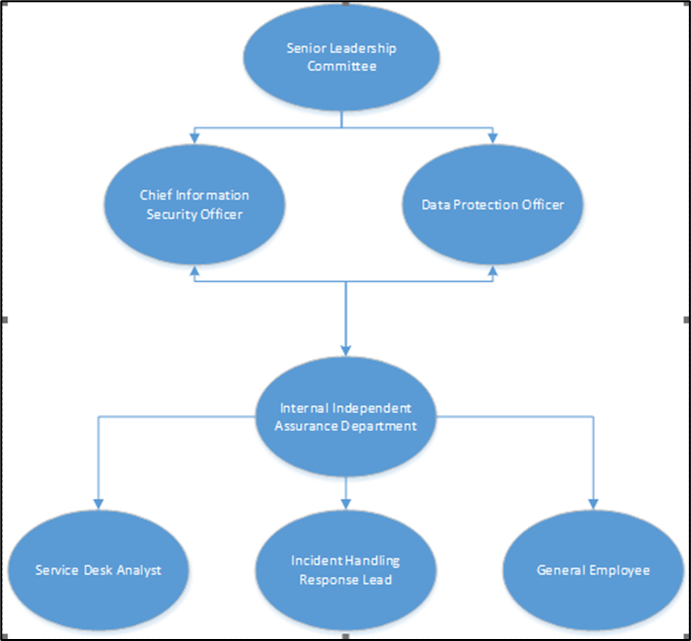 Senior Leadership
Committee
Chief Information
Security Officer
Data Protection Officer
Internal Independent
Assurance Department
Service Desk Analyst
Incident Handling
Response Lead
General Employee